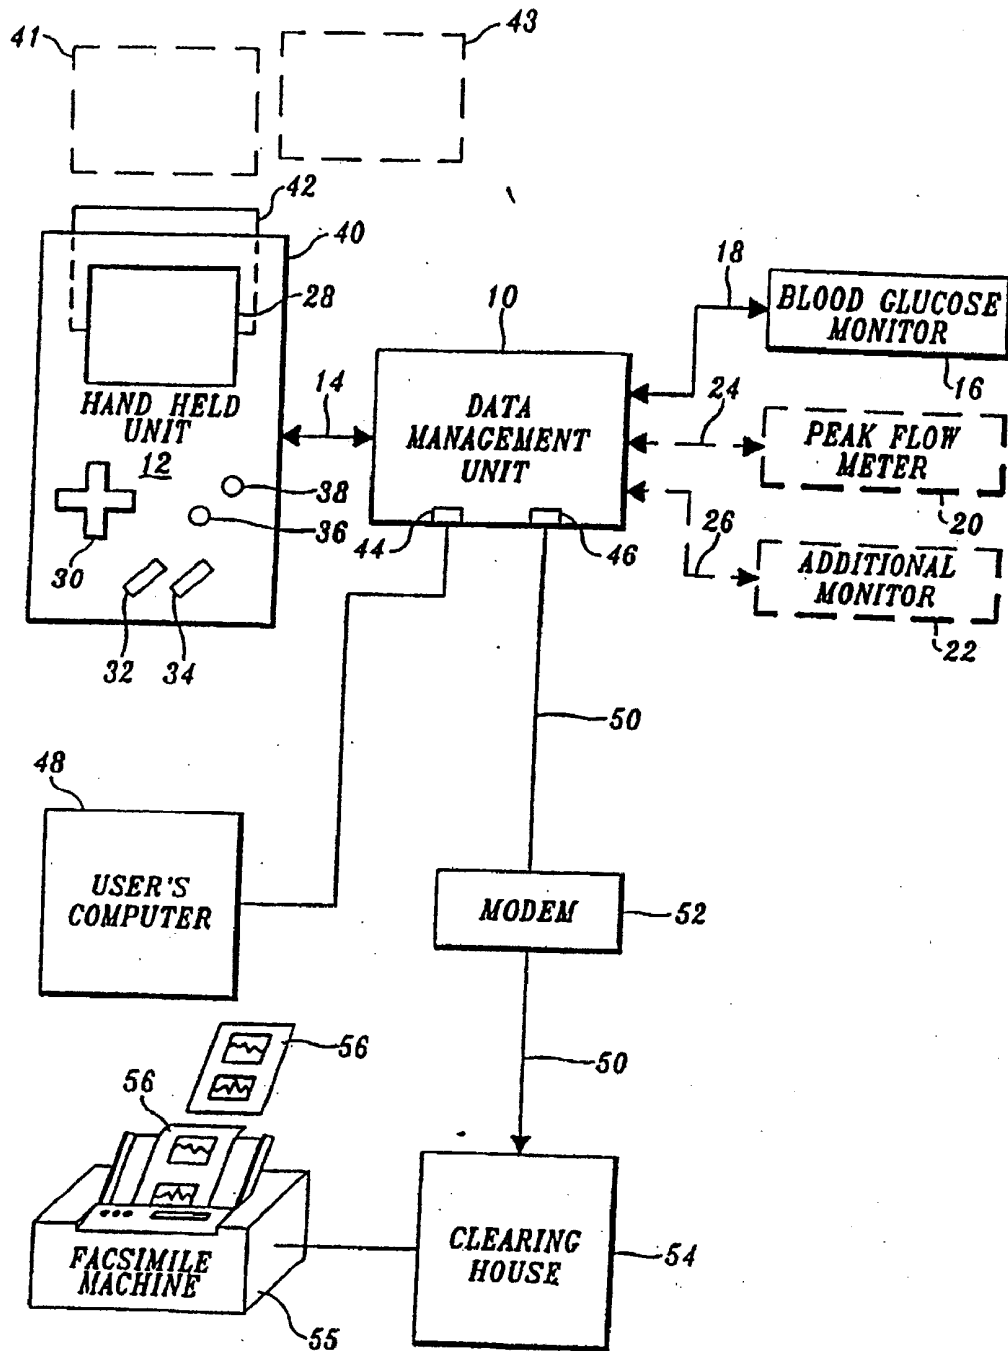 41
43
42
40
28
HAND HELD
UNIT
12
38
36
30
32
34
14
10
DATA
MANAGEMENT
UNIT
44
46
18
BLOOD GLUCOSE
MONITOR
16
24
PEAK FLOW
METER
20
26
ADDITIONAL
MONITOR
22
50
48
USER'S
COMPUTER
MODEM
52
50
56
56
FACSIMILE
MACHINE
55
CLEARING
HOUSE
54